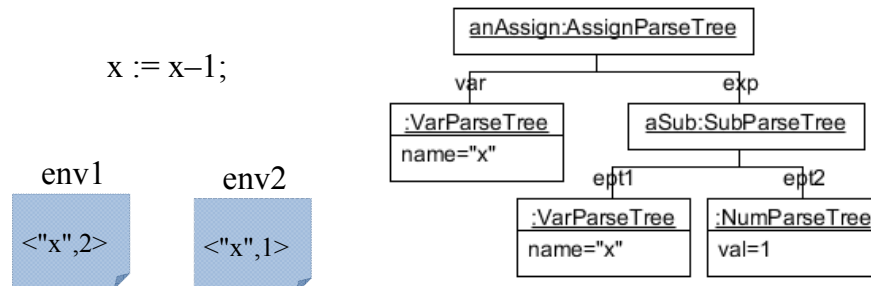 x := x–1;
env1
<"x",2>
env2
<"x",1>
anAssign:AssignParseTree
var
exp
:VarParseTree
name="x"
aSub:SubParseTree
ept1
ept2
:VarParseTree
name="x"
:NumParseTree
val=1